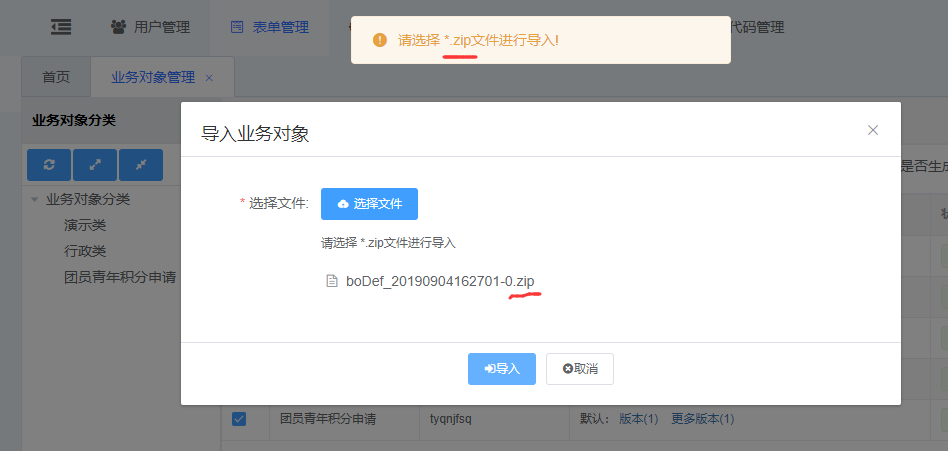 用户管理
表单管理
请选择 *.zip文件进行导入!
代码管理
首页
业务对象管理 ×
业务对象分类
导入业务对象
是否生成
* 选择文件:
选择文件
业务对象分类
请选择 *.zip文件进行导入
演示类
行政类
团员青年积分申请
boDef_20190904162701-0.zip
导入
取消
团员青年积分申请
tyqnjfsq
默认: 版本(1) 更多版本(1)